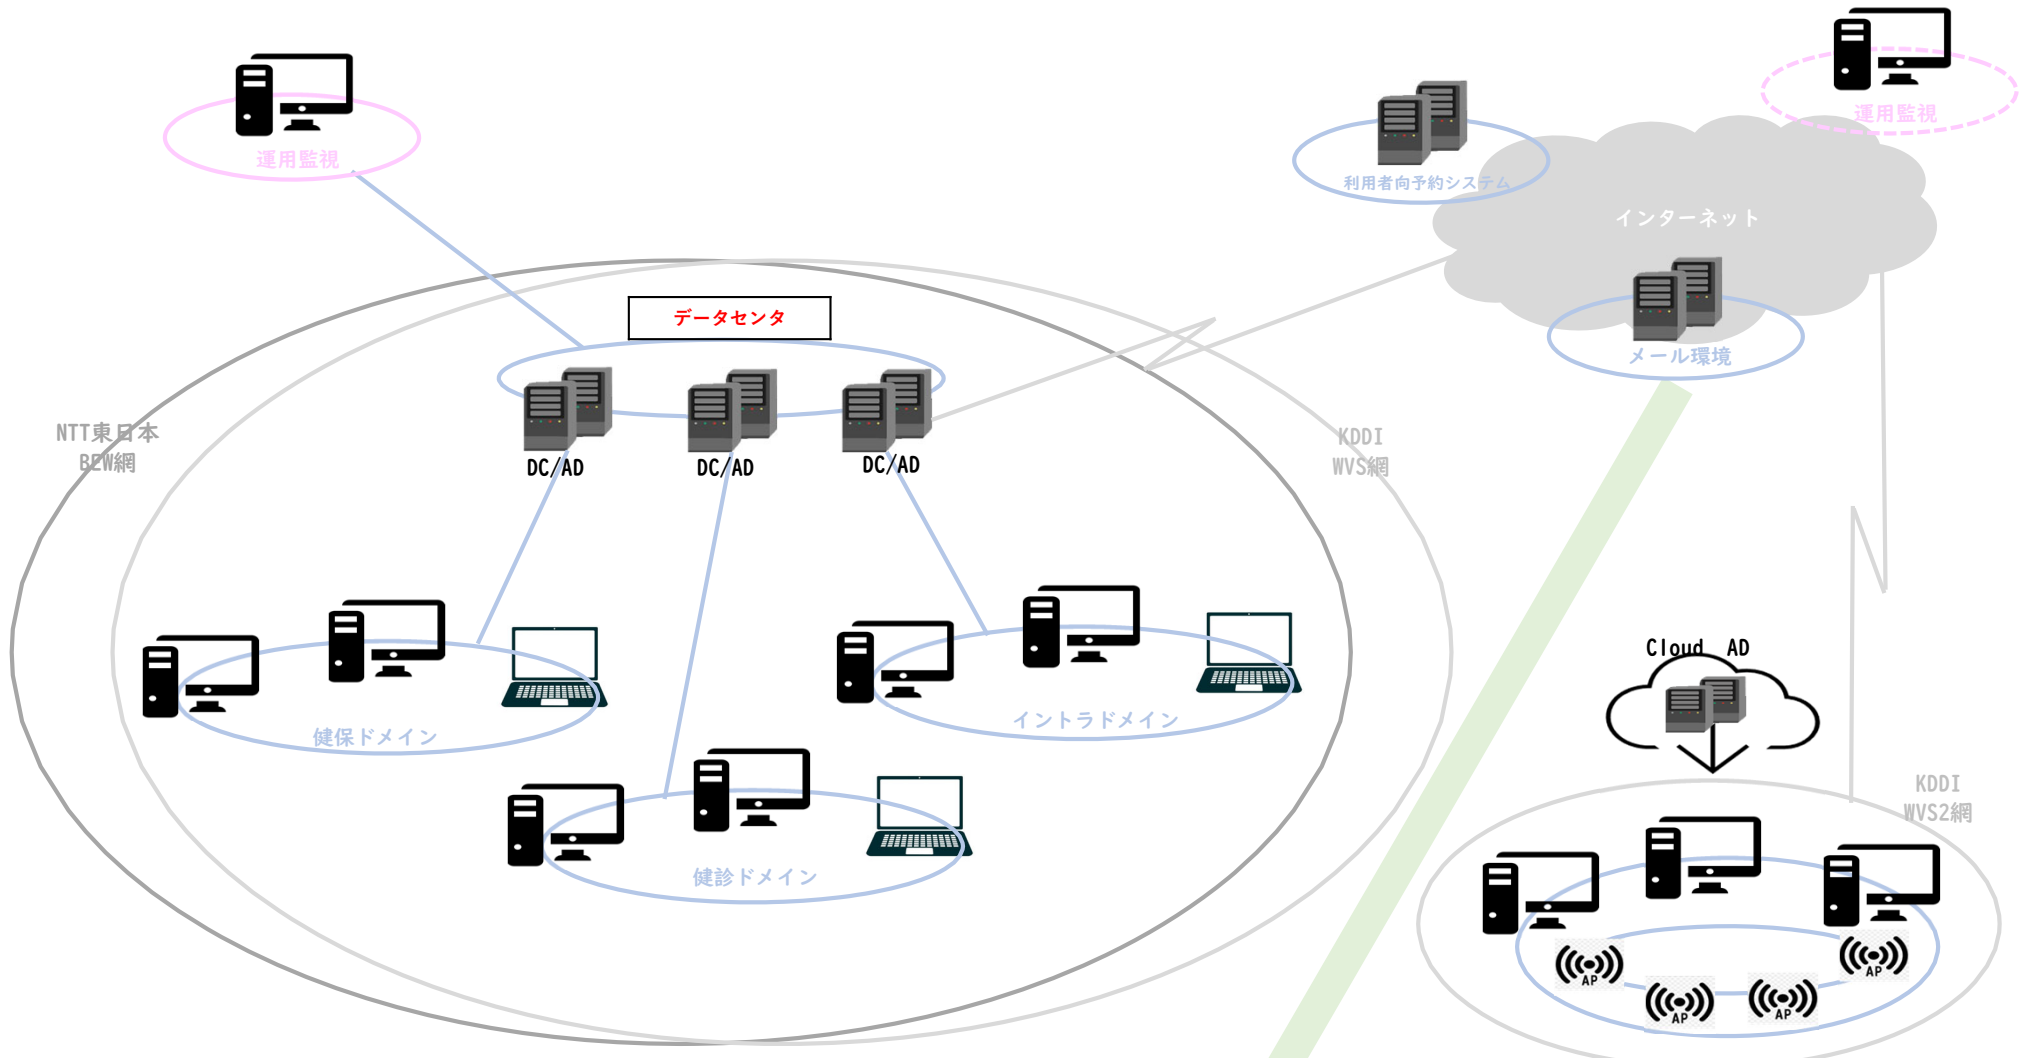 運用監視
運用監視
利用者向予約システム
インターネット
データセンタ
メール環境
NTT東日本
BEW網
KDDI
WVS網
DC/AD
DC/AD
DC/AD
Cloud AD
健保ドメイン
イントラドメイン
健診ドメイン
KDDI
WVS2網
AP
AP
AP
AP